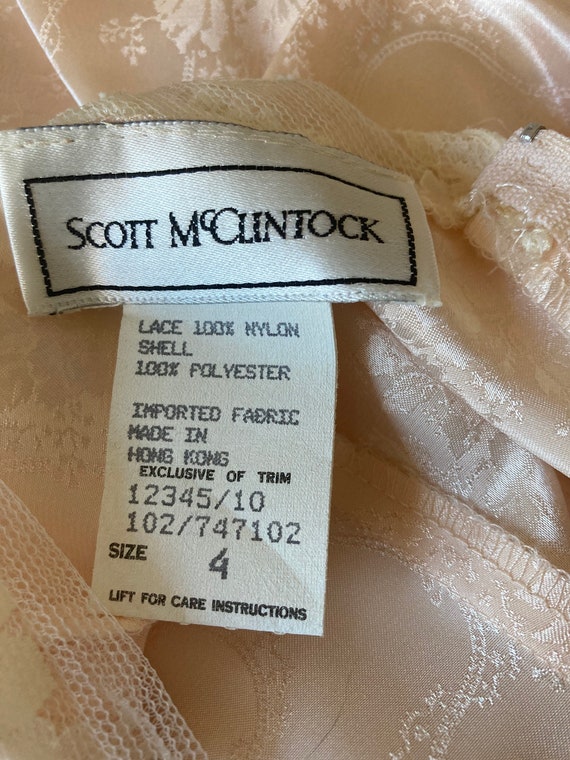 SCOTT MCCLINTOCK
LACE 100% NYLON
SHELL
100% POLYESTER
IMPORTED FABRIC
MADE IN
HONG KONG
EXCLUSIVE OF TRIM
12345/10
102/747102
SIZE 4
LIFT FOR CARE INSTRUCTIONS